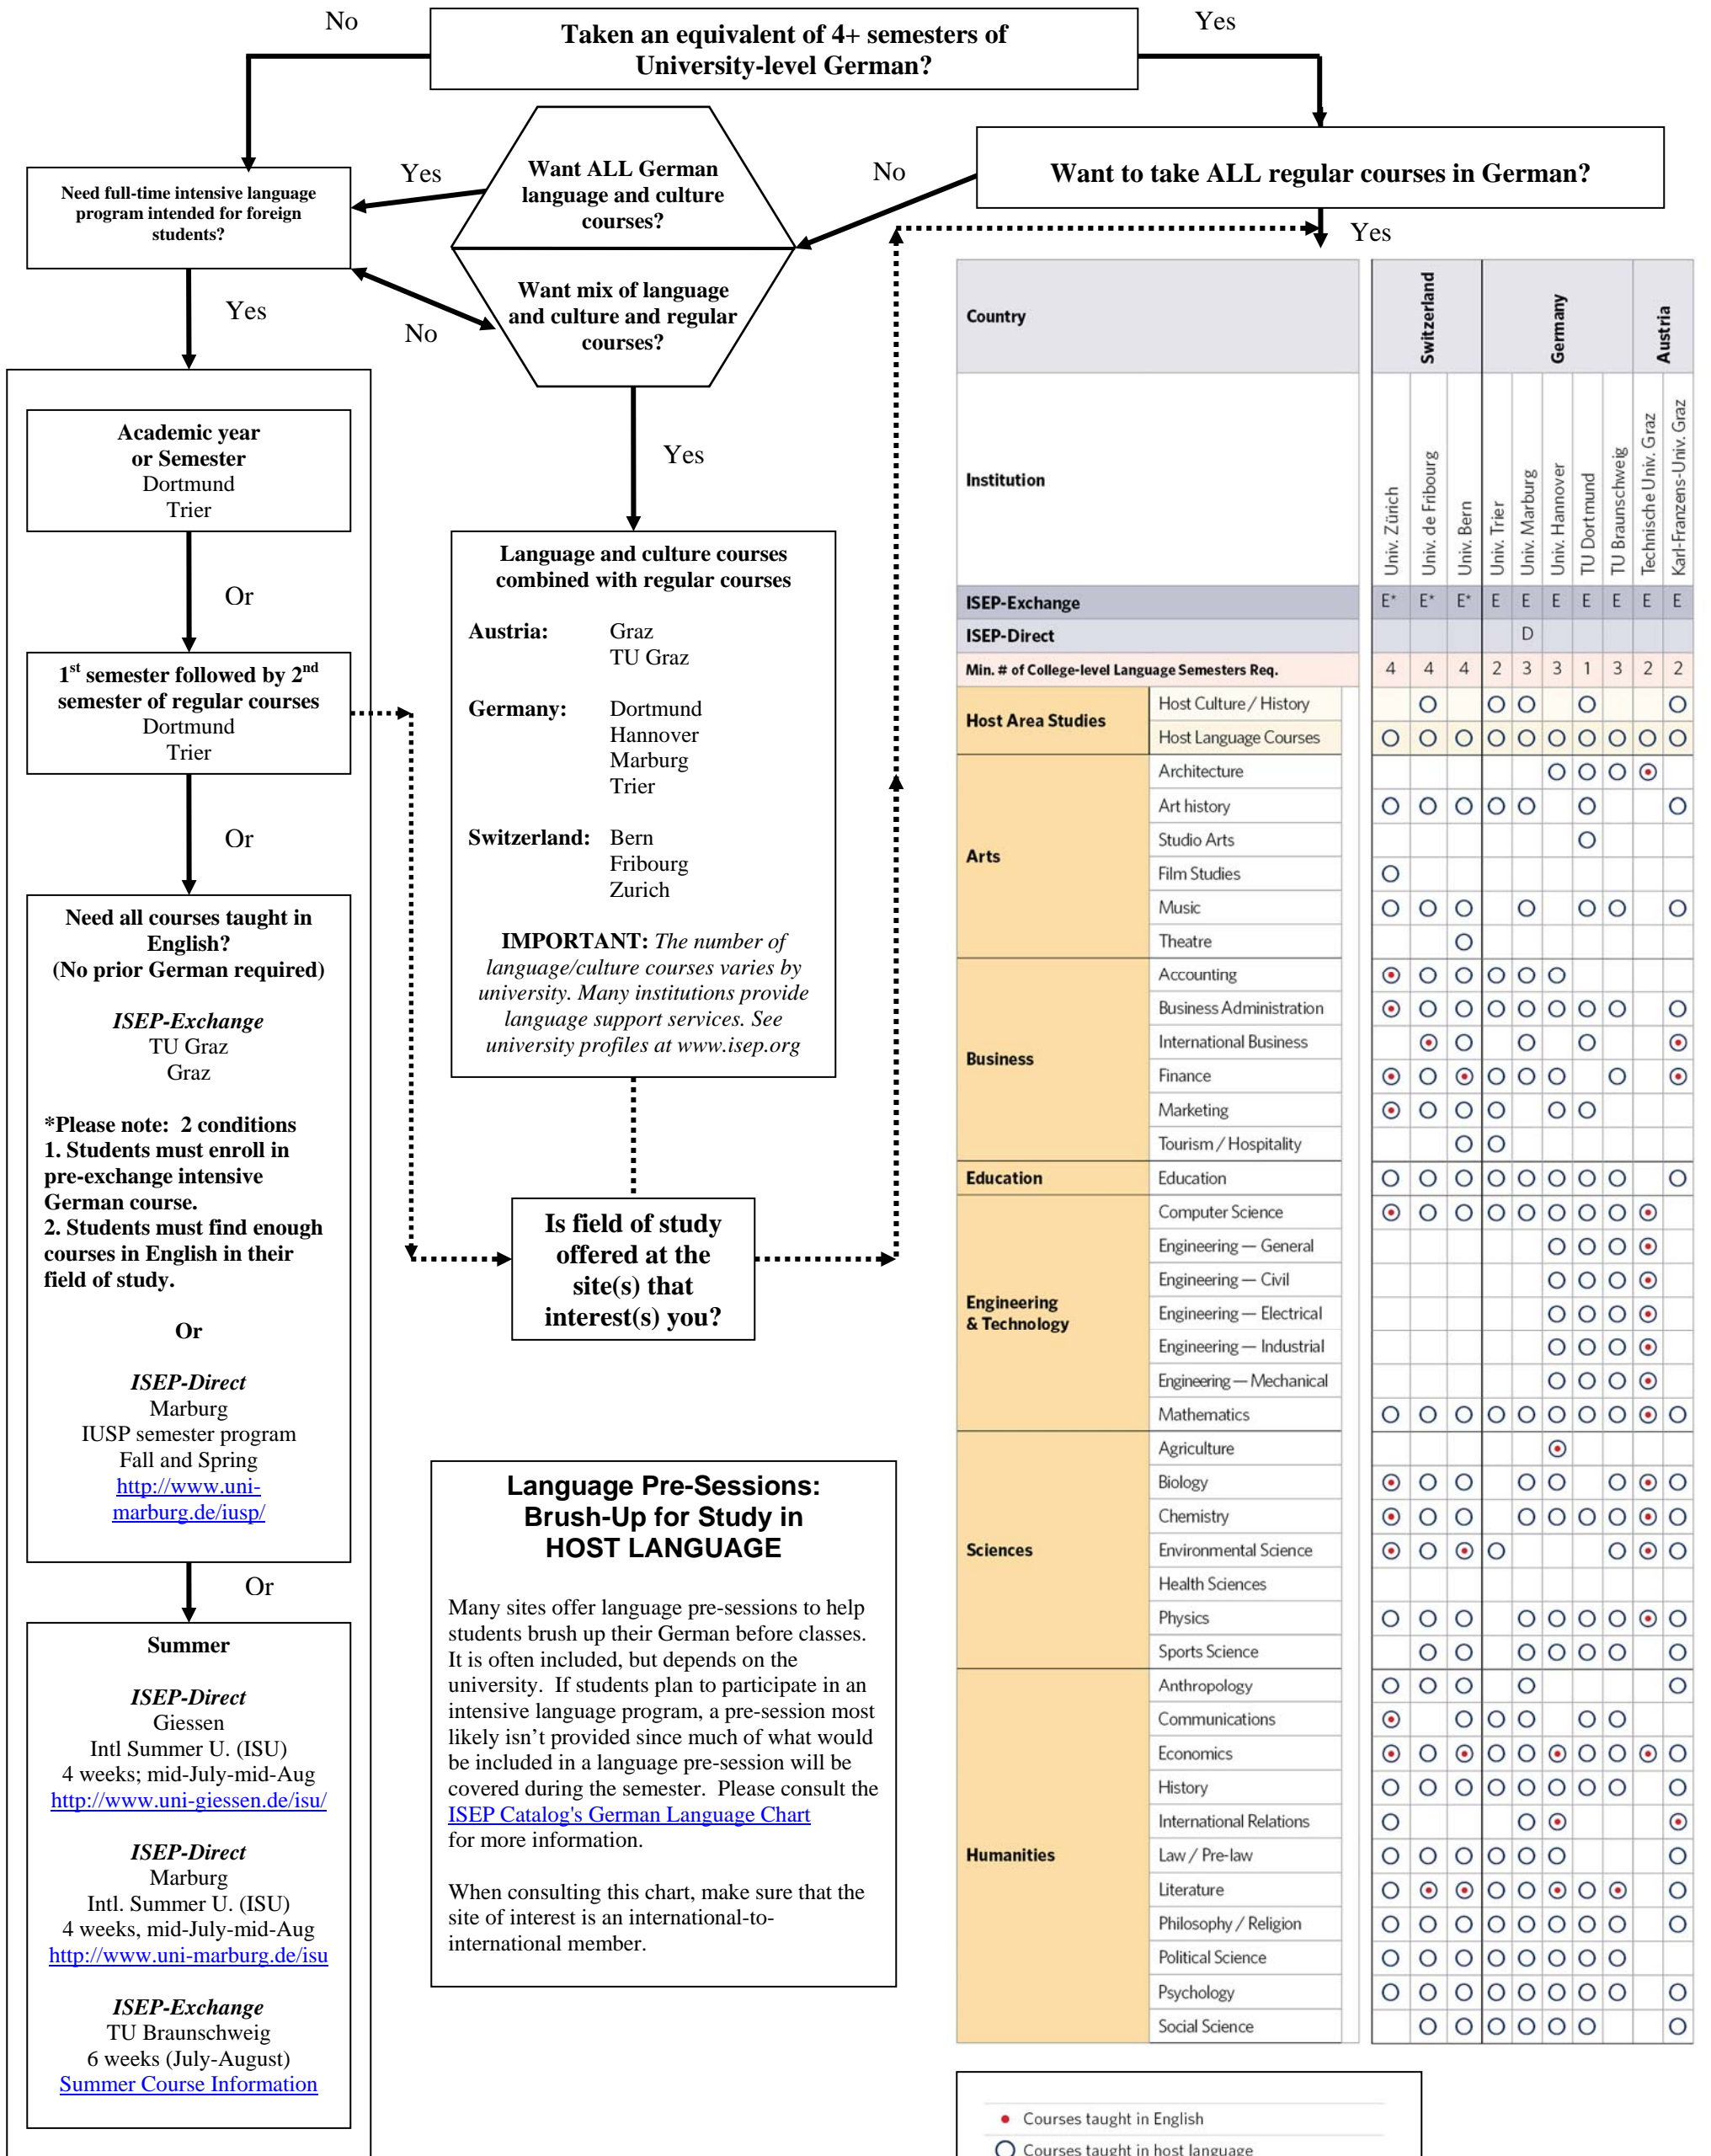 No
Taken an equivalent of 4+ semesters of
University-level German?
Yes
Need full-time intensive language
program intended for foreign
students?
Yes
Want ALL German
language and culture
courses?
No
Want to take ALL regular courses in German?
Yes
Want mix of language
and culture and regular
courses?
No
Yes
Yes
Academic year
or Semester
Dortmund
Trier
Or
1st semester followed by 2nd
semester of regular courses
Dortmund
Trier
Or
Need all courses taught in
English?
(No prior German required)
ISEP-Exchange
TU Graz
Graz
*Please note: 2 conditions
1. Students must enroll in
pre-exchange intensive
German course.
2. Students must find enough
courses in English in their
field of study.
Or
ISEP-Direct
Marburg
IUSP semester program
Fall and Spring
http://www.uni-
marburg.de/iusp/
Or
Summer
ISEP-Direct
Giessen
Intl Summer U. (ISU)
4 weeks; mid-July-mid-Aug
http://www.uni-giessen.de/isu/
ISEP-Direct
Marburg
Intl. Summer U. (ISU)
4 weeks, mid-July-mid-Aug
http://www.uni-marburg.de/isu
ISEP-Exchange
TU Braunschweig
6 weeks (July-August)
Summer Course Information
Language and culture courses
combined with regular courses
Austria: Graz
TU Graz
Germany: Dortmund
Hannover
Marburg
Trier
Switzerland: Bern
Fribourg
Zurich
IMPORTANT: The number of
language/culture courses varies by
university. Many institutions provide
language support services. See
university profiles at www.isep.org
Is field of study
offered at the
site(s) that
interest(s) you?
Language Pre-Sessions:
Brush-Up for Study in
HOST LANGUAGE
Many sites offer language pre-sessions to help
students brush up their German before classes.
It is often included, but depends on the
university. If students plan to participate in an
intensive language program, a pre-session most
likely isn't provided since much of what would
be included in a language pre-session will be
covered during the semester. Please consult the
ISEP Catalog's German Language Chart
for more information.
When consulting this chart, make sure that the
site of interest is an international-to-
international member.
Country Switzerland Germany Austria
Institution Univ. Zürich Univ. de Fribourg Univ. Bern Univ. Trier Univ. Marburg Univ. Hannover TU Dortmund TU Braunschweig Technische Univ. Graz Karl-Franzens-Univ. Graz
ISEP-Exchange E* E* E* E E E E E E E
ISEP-Direct D
Min. # of College-level Language Semesters Req. 4 4 4 2 3 3 1 3 2 2
Host Area Studies
Host Culture / History
Host Language Courses
Arts
Architecture
Art history
Studio Arts
Film Studies
Music
Theatre
Business
Accounting
Business Administration
International Business
Finance
Marketing
Tourism / Hospitality
Education
Education
Engineering
& Technology
Computer Science
Engineering — General
Engineering — Civil
Engineering — Electrical
Engineering — Industrial
Engineering — Mechanical
Mathematics
Sciences
Agriculture
Biology
Chemistry
Environmental Science
Health Sciences
Physics
Sports Science
Humanities
Anthropology
Communications
Economics
History
International Relations
Law / Pre-law
Literature
Philosophy / Religion
Political Science
Psychology
Social Science
Courses taught in English
Courses taught in host language